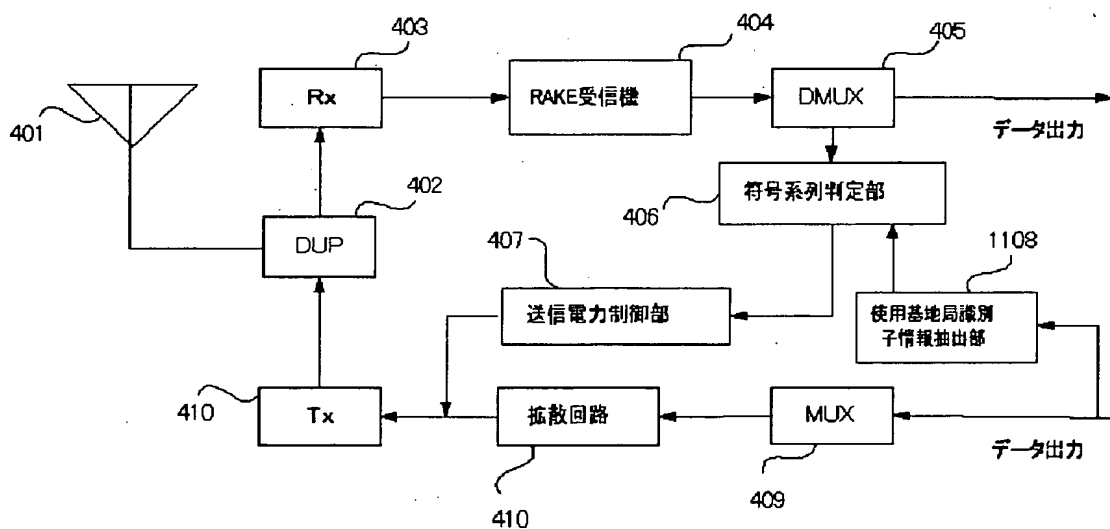 403
404
405
Rx
RAKE受信機
DMUX
401
データ出力
402
符号系列判定部
406
DUP
407
1108
送信電力制御部
使用基地局識別
子情報抽出部
410
Tx
拡散回路
MUX
データ出力
410
409